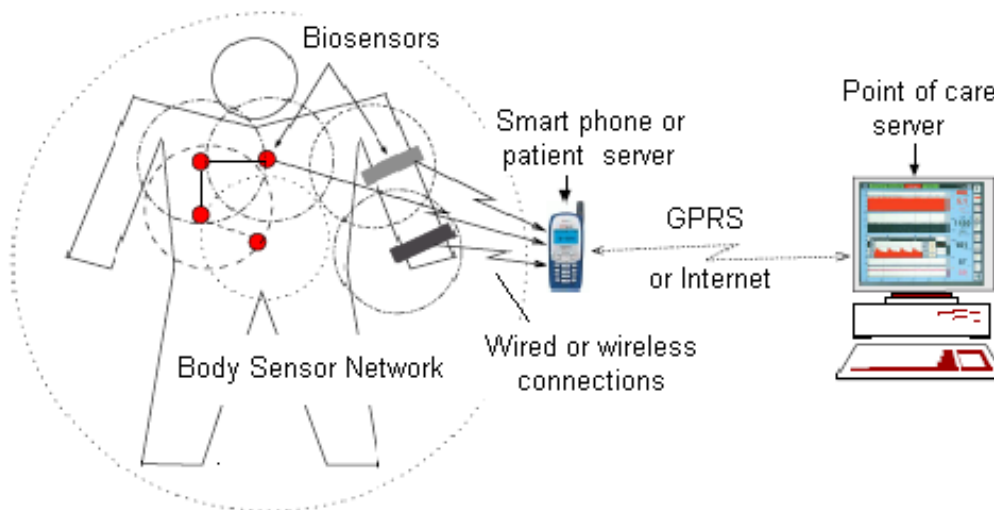 Biosensors
Point of care
server
Smart phone or
patient server
GPRS
or Internet
Wired or wireless
connections
Body Sensor Network